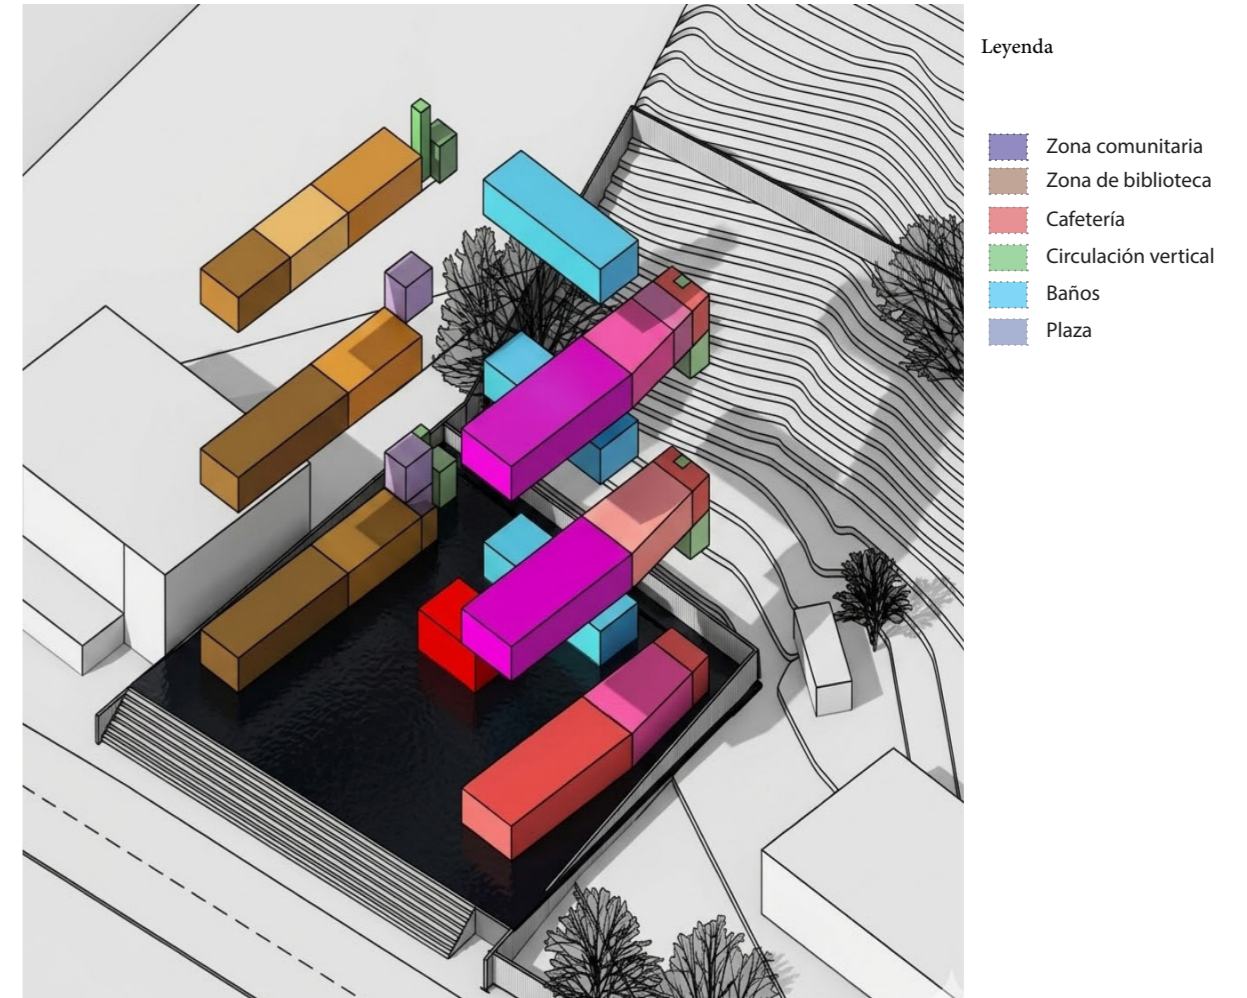 Leyenda
Zona comunitaria
Zona de biblioteca
Cafetería
Circulación vertical
Baños
Plaza